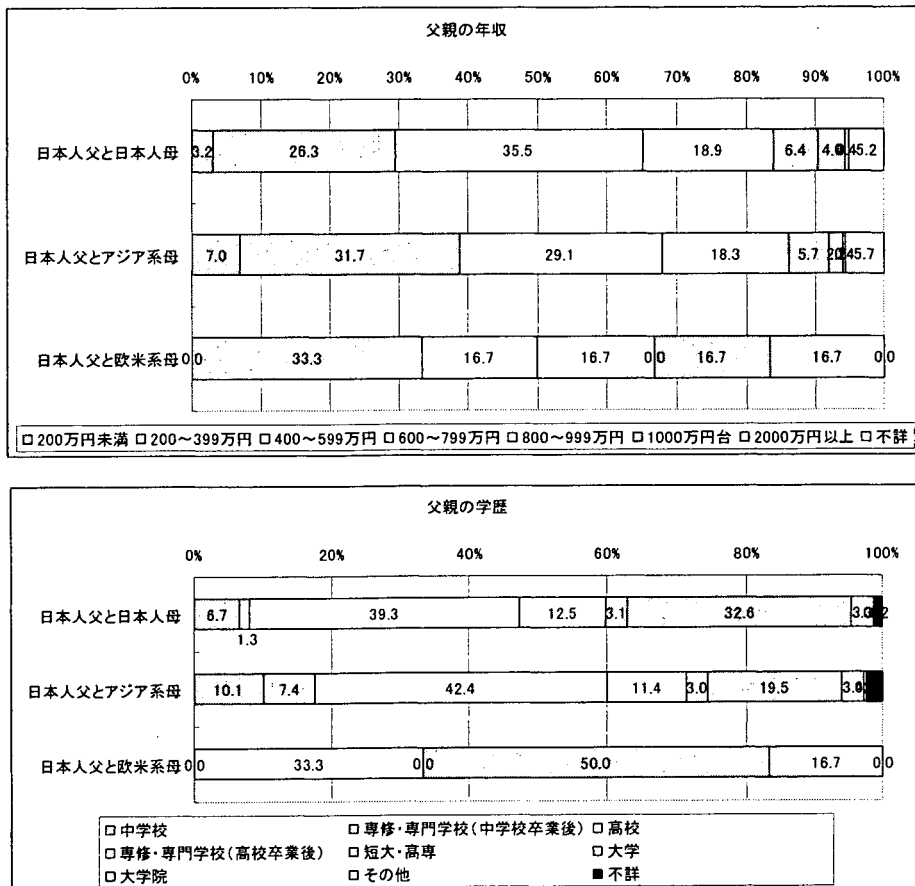 父親の年収
0% 10% 20% 30% 40% 50% 60% 70% 80% 90% 100%
日本人父と日本人母 3.2 26.3 35.5 18.9 6.4 5.2
日本人父とアジア系母 7.0 31.7 29.1 18.3 5.7 5.7
日本人父と欧米系母 0.0 33.3 16.7 16.7 0.0 16.7 16.7 0.0
□200万円未満 □200～399万円 □400～599万円 □600～799万円 □800～999万円 □1000万円台 □2000万円以上 □不詳
父親の学歴
0% 20% 40% 60% 80% 100%
日本人父と日本人母 6.7 1.3 39.3 12.5 3.1 32.6
日本人父とアジア系母 10.1 7.4 42.4 11.4 3.0 19.5
日本人父と欧米系母 0.0 33.3 0.0 50.0 16.7 0.0
□中学校 □専修・専門学校(中学校卒業後) □高校
□専修・専門学校(高校卒業後) □短大・高専 □大学
□大学院 □その他 ■不詳